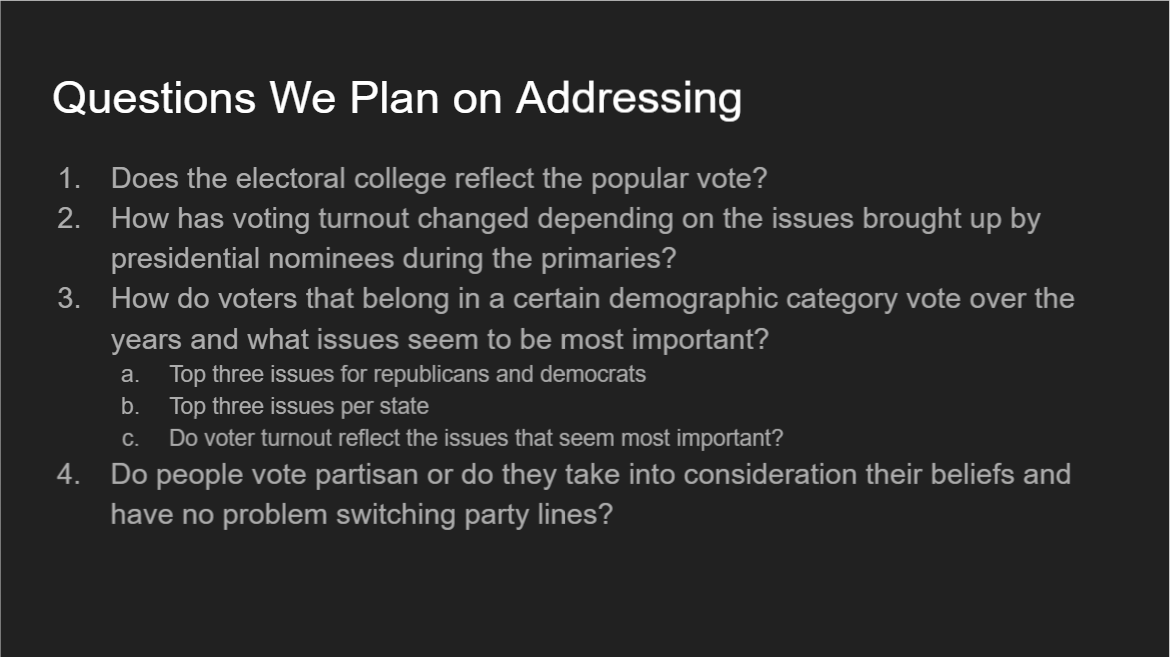 Questions We Plan on Addressing
1. Does the electoral college reflect the popular vote?
2. How has voting turnout changed depending on the issues brought up by
presidential nominees during the primaries?
3. How do voters that belong in a certain demographic category vote over the
years and what issues seem to be most important?
a. Top three issues for republicans and democrats
b. Top three issues per state
c. Do voter turnout reflect the issues that seem most important?
4. Do people vote partisan or do they take into consideration their beliefs and
have no problem switching party lines?